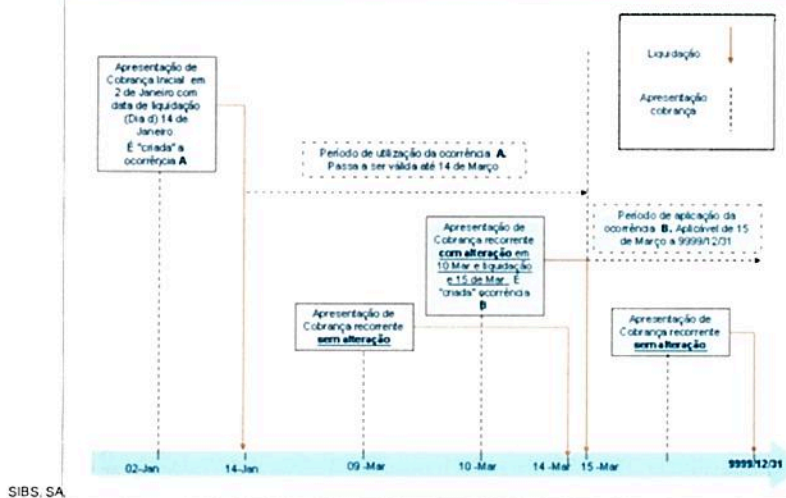 Liquidação
Apresentação
cobrança
Apresentação de
Cobrança Inicial em
2 de Janeiro com
data de liquidação
(Dia d) 14 de
Janeiro
É "criada" a
ocorrência A
Período de utilização da ocorrência A.
Passa a ser válida até 14 de Março
Apresentação de
Cobrança recorrente
com alteração em
10 Mar e liquidação
e 15 de Mar. É
"criada" ocorrência
B
Período de aplicação da
ocorrência B. Aplicável de 15
de Março a 9999/12/31
Apresentação de
Cobrança recorrente
sem alteração
Apresentação de
Cobrança recorrente
sem alteração
02-Jan
14-Jan
09 -Mar
10 -Mar
14 -Mar
15 -Mar
9999/12/31
SIBS, SA.